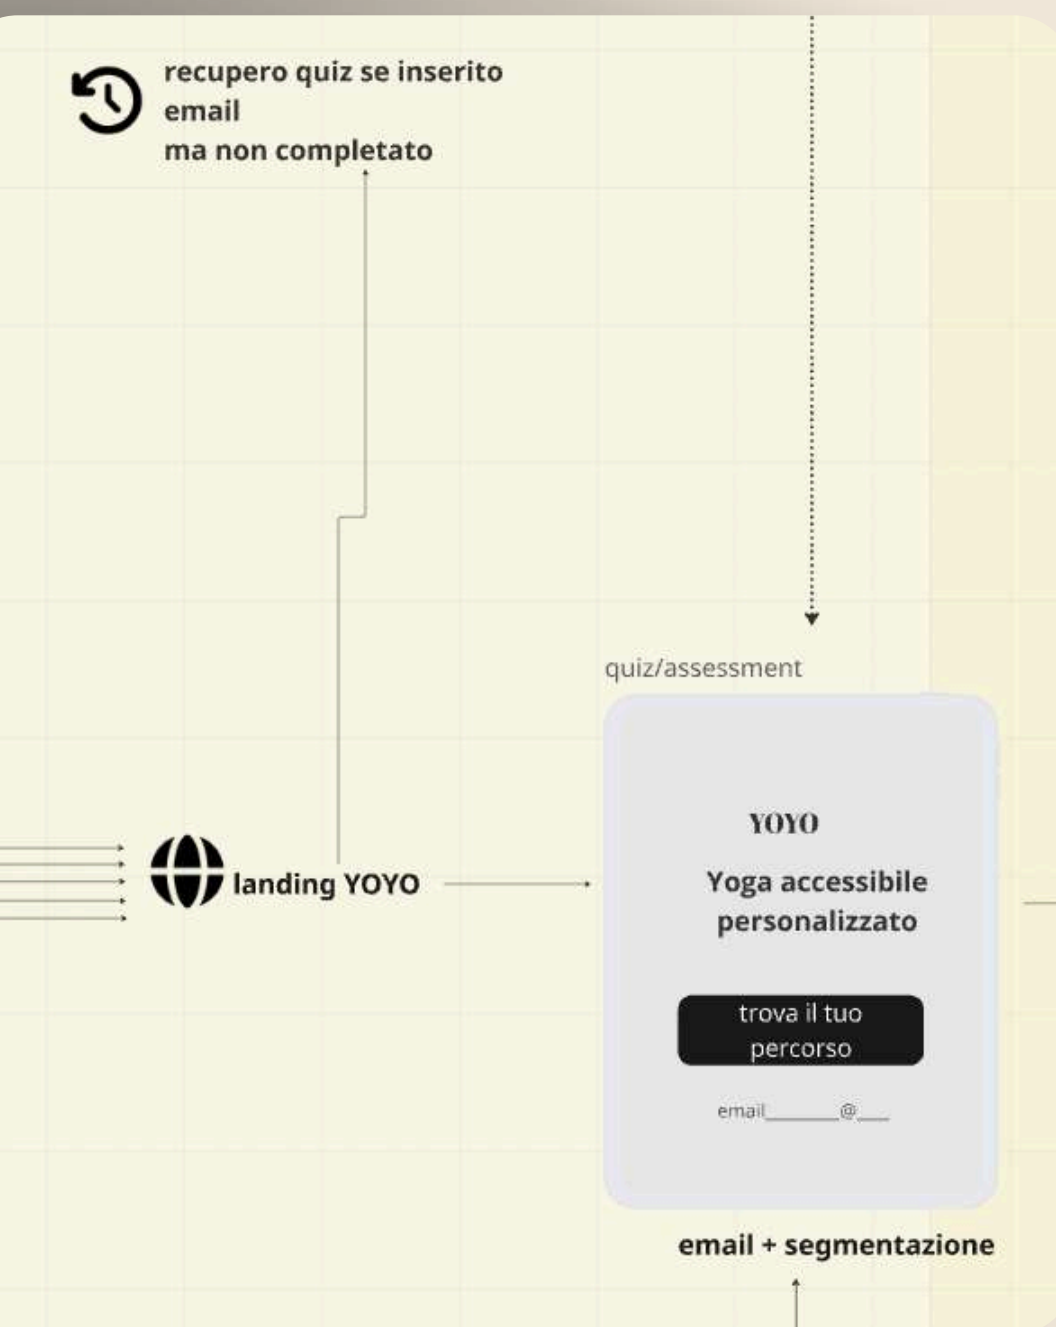 recupero quiz se inserito
email
ma non completato
quiz/assessment
landing YOYO
YOYO
Yoga accessibile
personalizzato
trova il tuo
percorso
email________@___
email + segmentazione